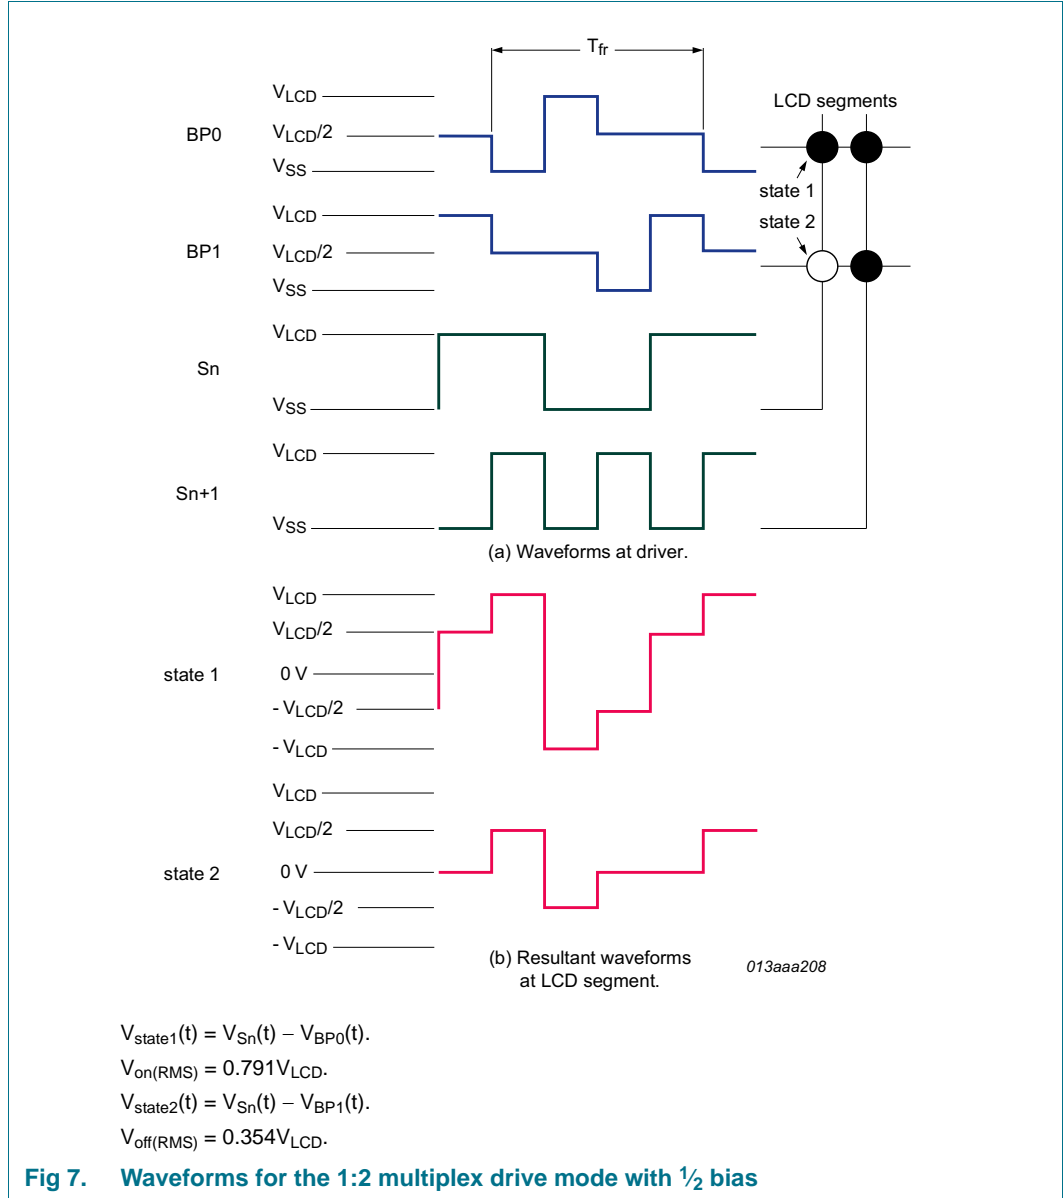 Tfr
VLCD
BP0
VLCD/2
VSS
LCD segments
state 1
state 2
VLCD
BP1
VLCD/2
VSS
VLCD
Sn
VSS
VLCD
Sn+1
VSS
(a) Waveforms at driver.
VLCD
VLCD/2
state 1
0 V
- VLCD/2
- VLCD
VLCD
VLCD/2
state 2
0 V
- VLCD/2
- VLCD
(b) Resultant waveforms
at LCD segment.
013aaa208
Vstate1(t) = VSn(t) − VBP0(t).
Von(RMS) = 0.791VLCD.
Vstate2(t) = VSn(t) − VBP1(t).
Voff(RMS) = 0.354VLCD.
Fig 7. Waveforms for the 1:2 multiplex drive mode with 1⁄2 bias